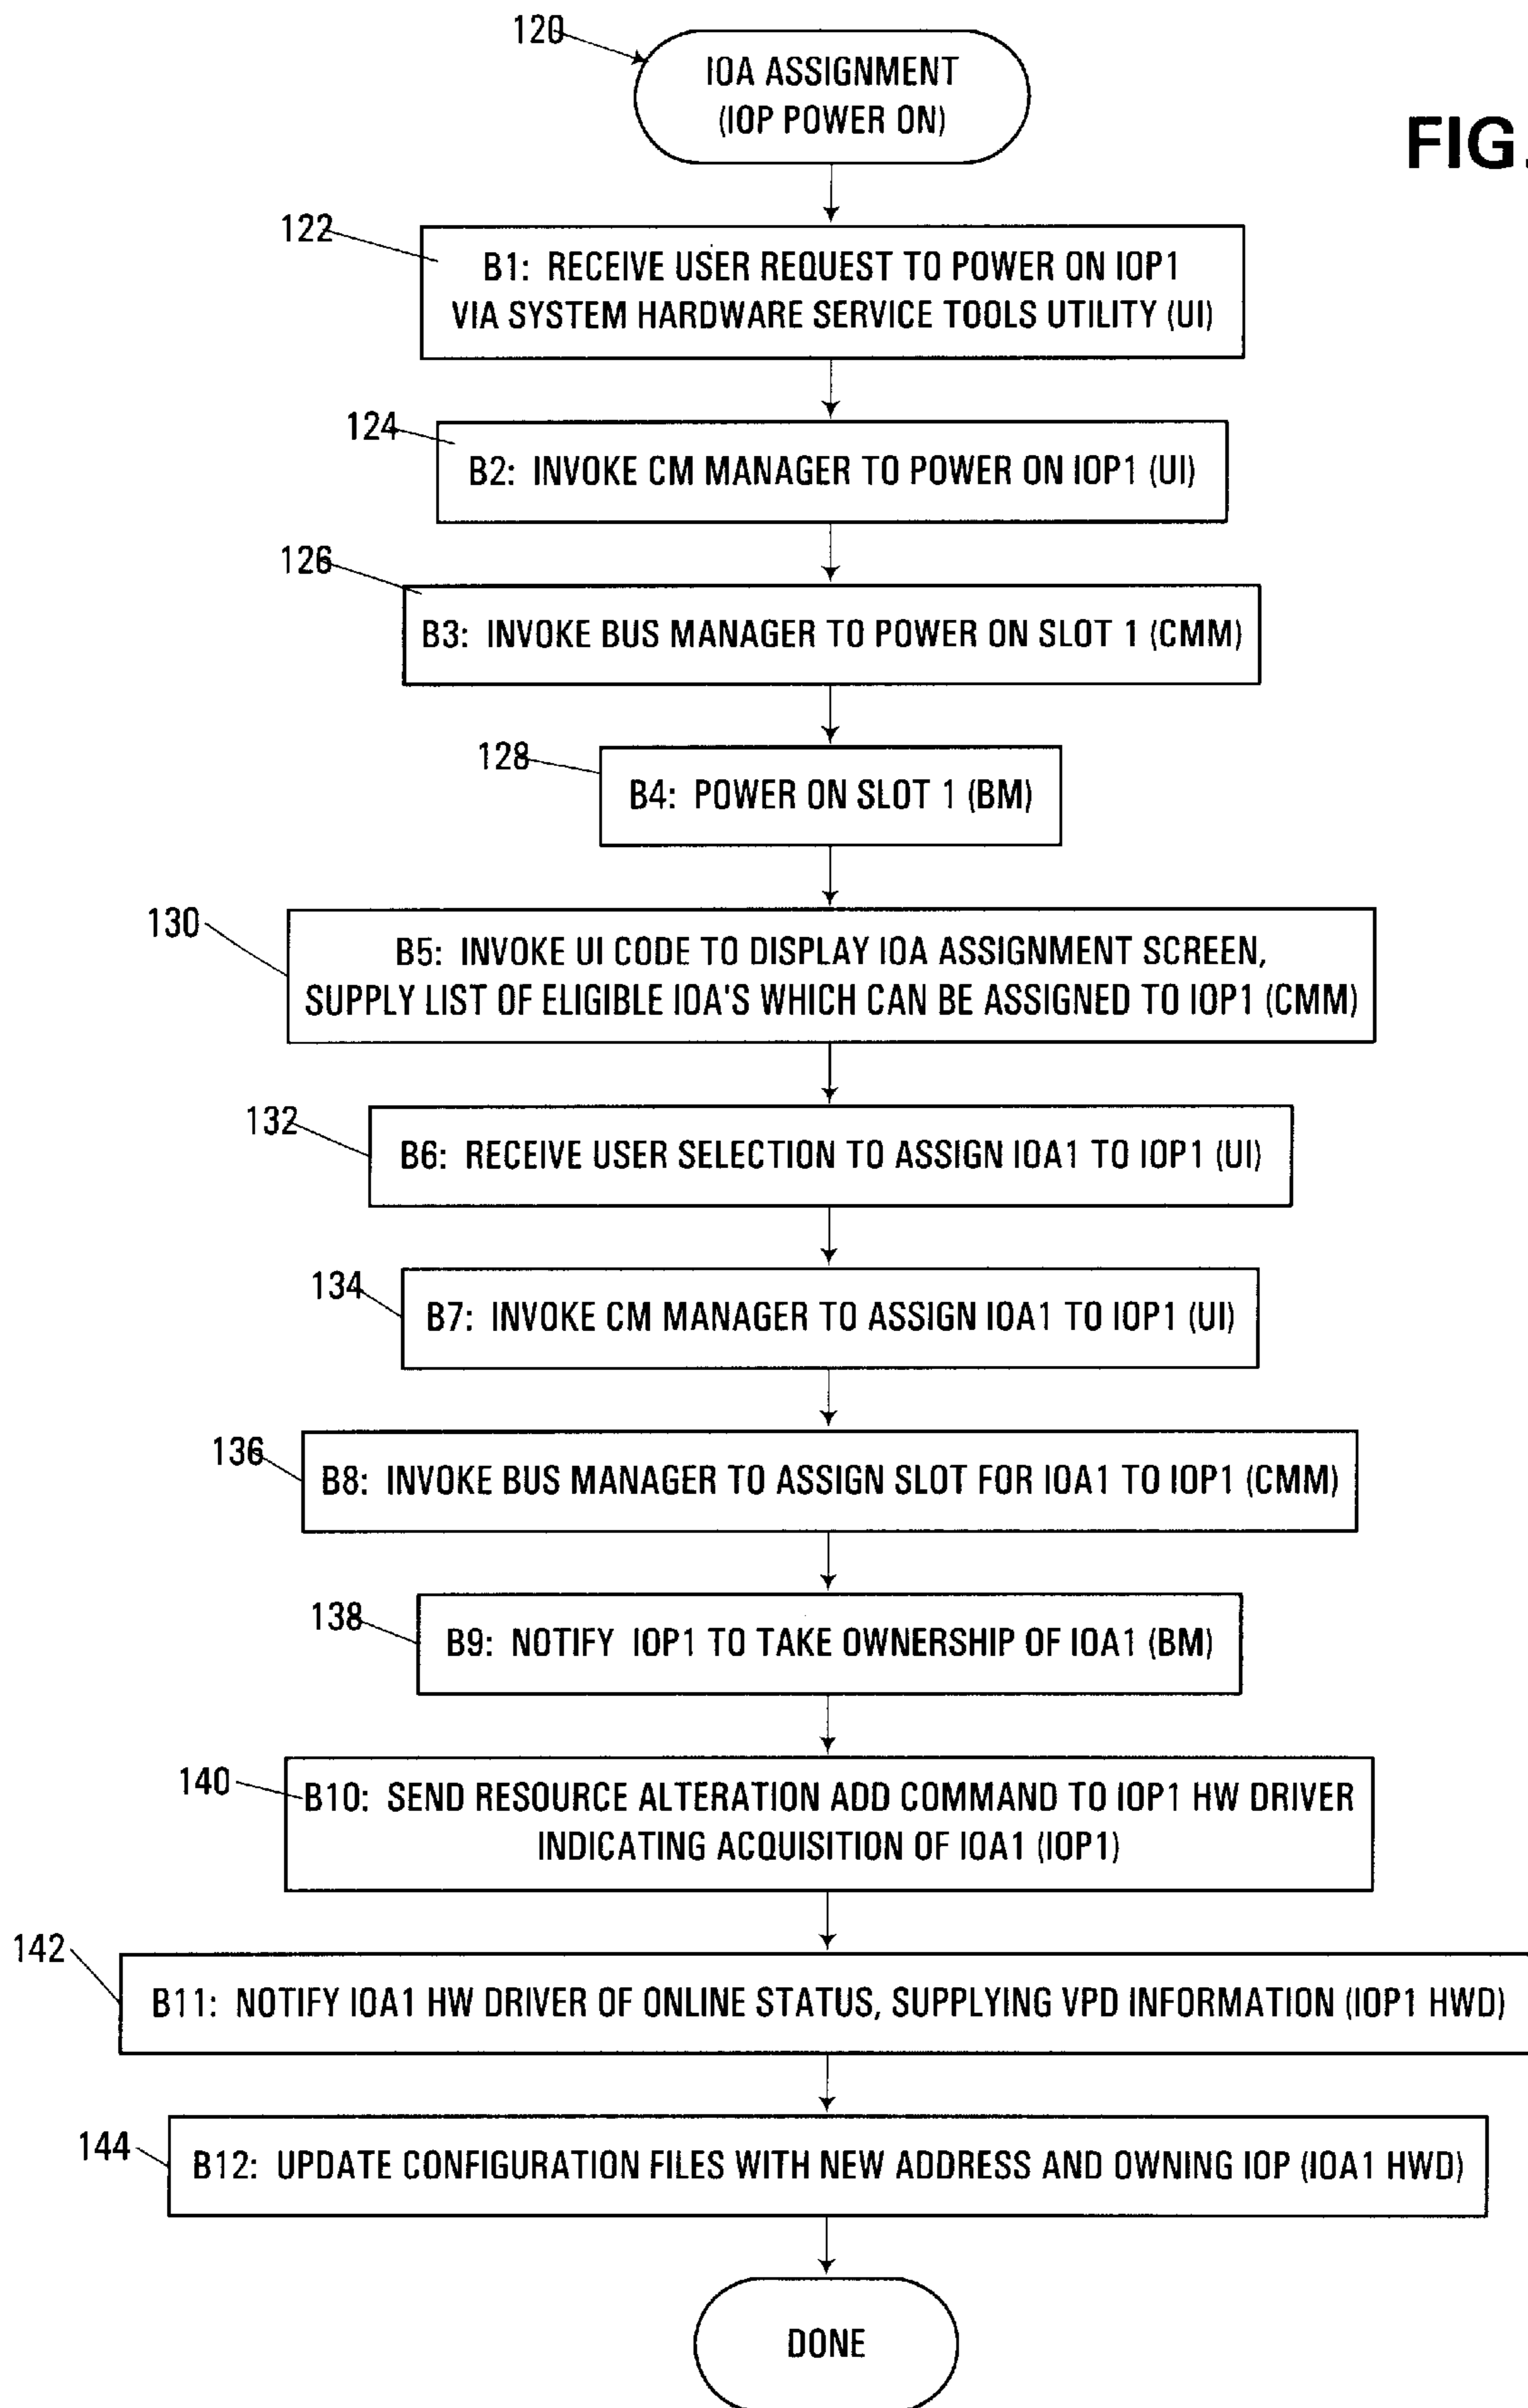 120
IOA ASSIGNMENT
(IOP POWER ON)
FIG.
122
B1: RECEIVE USER REQUEST TO POWER ON IOP1
VIA SYSTEM HARDWARE SERVICE TOOLS UTILITY (UI)
124
B2: INVOKE CM MANAGER TO POWER ON IOP1 (UI)
126
B3: INVOKE BUS MANAGER TO POWER ON SLOT 1 (CMM)
128
B4: POWER ON SLOT 1 (BM)
130
B5: INVOKE UI CODE TO DISPLAY IOA ASSIGNMENT SCREEN,
SUPPLY LIST OF ELIGIBLE IOA'S WHICH CAN BE ASSIGNED TO IOP1 (CMM)
132
B6: RECEIVE USER SELECTION TO ASSIGN IOA1 TO IOP1 (UI)
134
B7: INVOKE CM MANAGER TO ASSIGN IOA1 TO IOP1 (UI)
136
B8: INVOKE BUS MANAGER TO ASSIGN SLOT FOR IOA1 TO IOP1 (CMM)
138
B9: NOTIFY IOP1 TO TAKE OWNERSHIP OF IOA1 (BM)
140
B10: SEND RESOURCE ALTERATION ADD COMMAND TO IOP1 HW DRIVER
INDICATING ACQUISITION OF IOA1 (IOP1)
142
B11: NOTIFY IOA1 HW DRIVER OF ONLINE STATUS, SUPPLYING VPD INFORMATION (IOP1 HWD)
144
B12: UPDATE CONFIGURATION FILES WITH NEW ADDRESS AND OWNING IOP (IOA1 HWD)
DONE